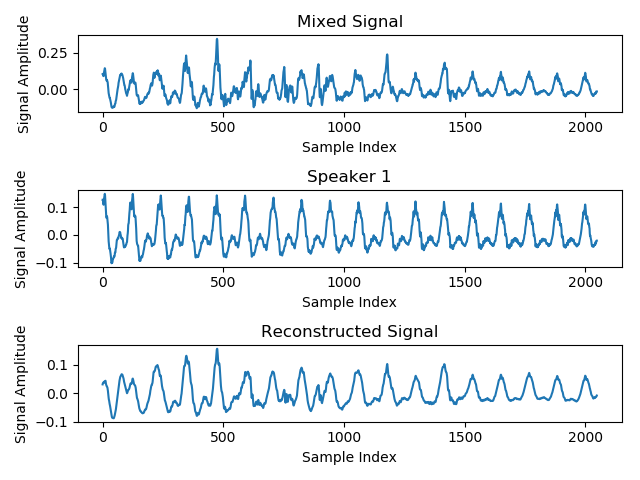 Mixed Signal
Signal Amplitude
0.25
0.00
0 500 1000 1500 2000
Sample Index
Speaker 1
Signal Amplitude
0.1
0.0
−0.1
0 500 1000 1500 2000
Sample Index
Reconstructed Signal
Signal Amplitude
0.1
0.0
−0.1
0 500 1000 1500 2000
Sample Index